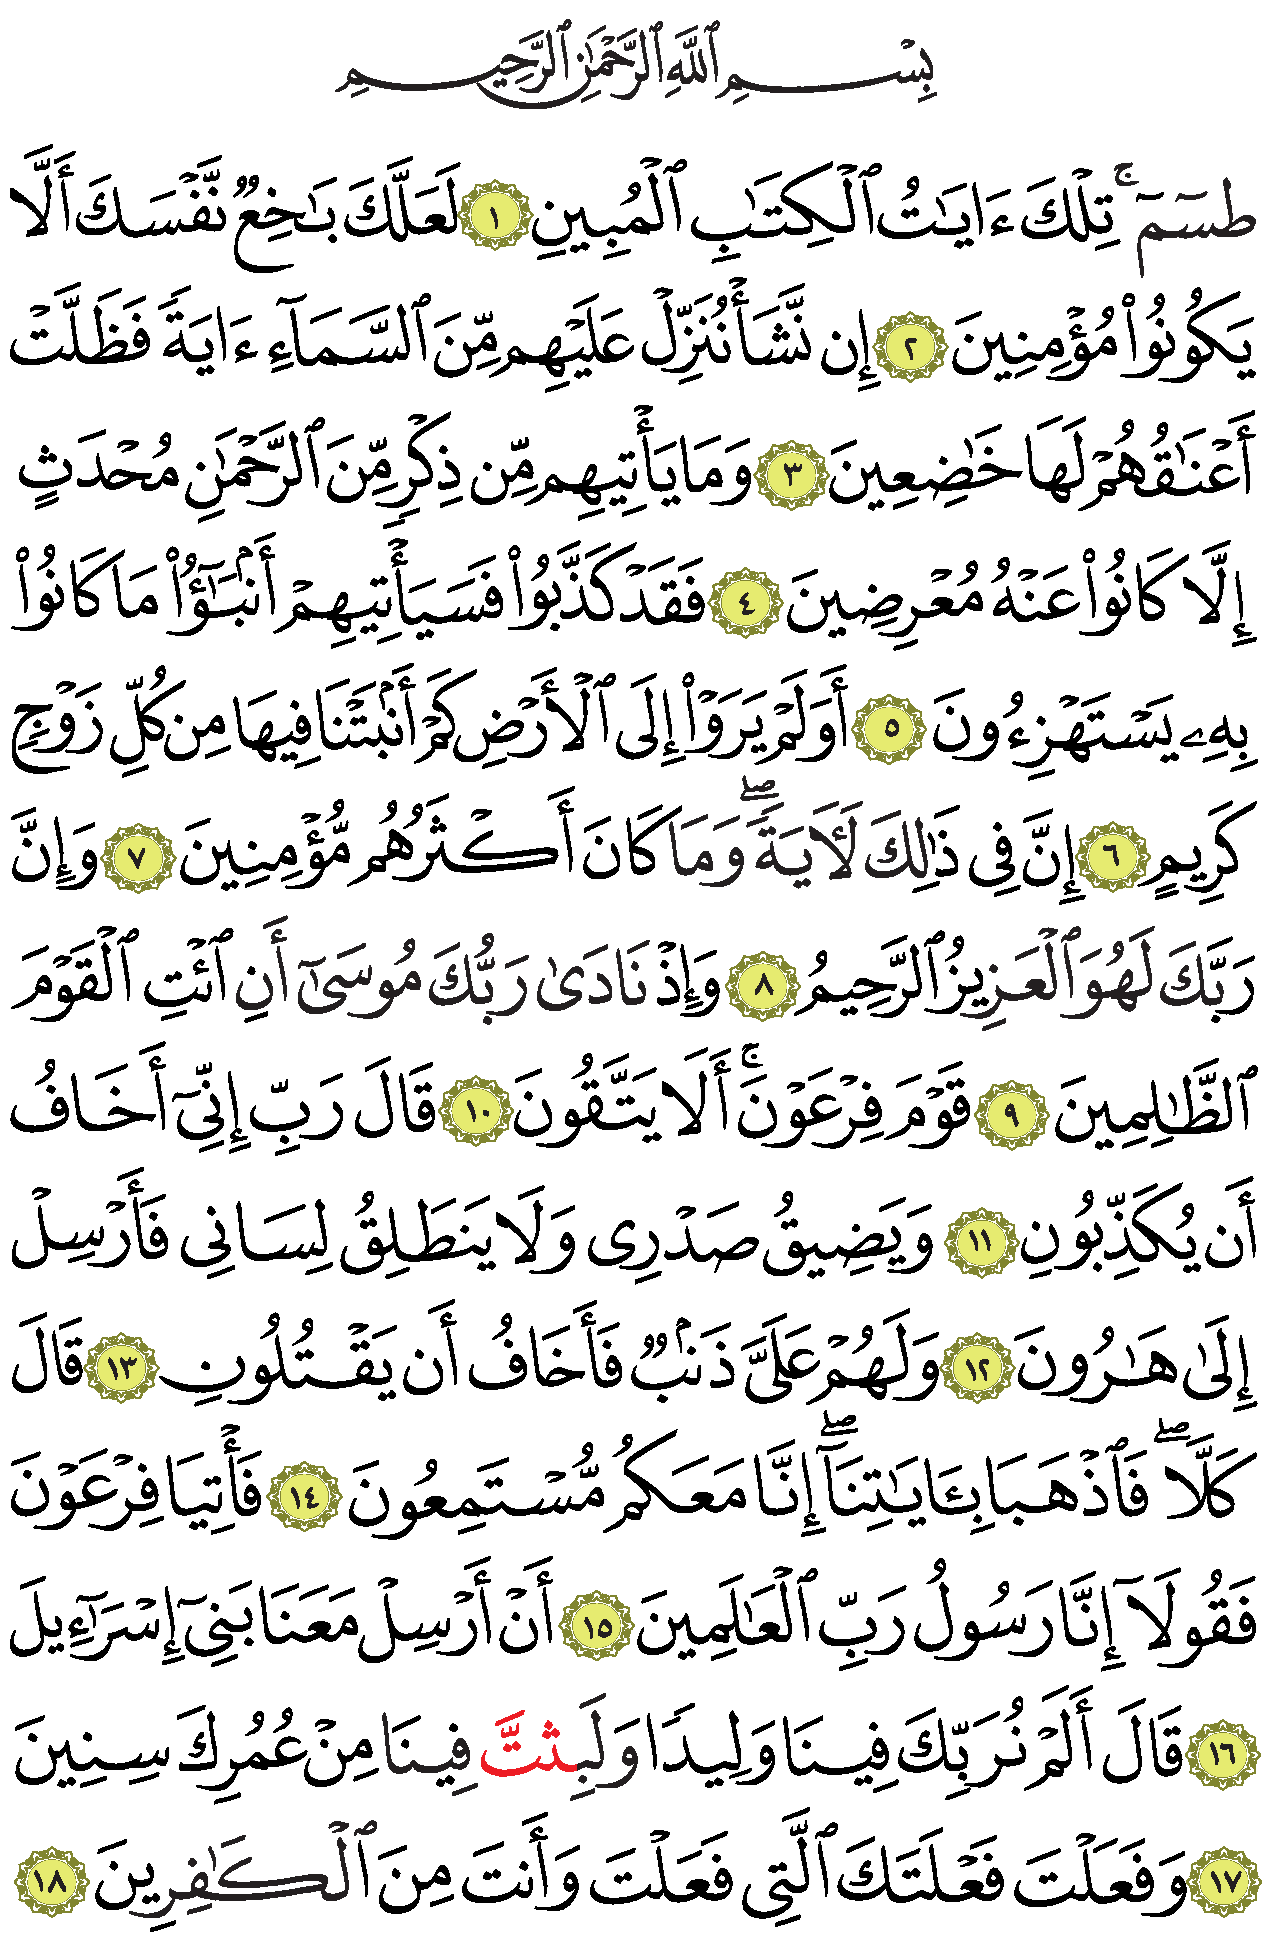 بِسْمِ ٱللَّهِ ٱلرَّحْمَٰنِ ٱلرَّحِيمِ
طسٓمٓ ۚ تِلْكَ ءَايَٰتُ ٱلْكِتَٰبِ ٱلْمُبِينِ ١ لَعَلَّكَ بَٰخِعٌ نَّفْسَكَ أَلَّا
يَكُونُوا۟ مُؤْمِنِينَ ٢ إِن نَّشَأْ نُنَزِّلْ عَلَيْهِم مِّنَ ٱلسَّمَآءِ ءَايَةً فَظَلَّتْ
أَعْنَٰقُهُمْ لَهَا خَٰضِعِينَ ٣ وَمَا يَأْتِيهِم مِّن ذِكْرٍ مِّنَ ٱلرَّحْمَٰنِ مُحْدَثٍ
إِلَّا كَانُوا۟ عَنْهُ مُعْرِضِينَ ٤ فَقَدْ كَذَّبُوا۟ فَسَيَأْتِيهِمْ أَنۢبَٰٓؤُا۟ مَا كَانُوا۟
بِهِۦ يَسْتَهْزِءُونَ ٥ أَوَلَمْ يَرَوْا۟ إِلَى ٱلْأَرْضِ كَمْ أَنۢبَتْنَا فِيهَا مِن كُلِّ زَوْجٍ
كَرِيمٍ ٦ إِنَّ فِى ذَٰلِكَ لَءَايَةً ۖ وَمَا كَانَ أَكْثَرُهُم مُّؤْمِنِينَ ٧ وَإِنَّ
رَبَّكَ لَهُوَ ٱلْعَزِيزُ ٱلرَّحِيمُ ٨ وَإِذْ نَادَىٰ رَبُّكَ مُوسَىٰٓ أَنِ ٱئْتِ ٱلْقَوْمَ
ٱلظَّٰلِمِينَ ٩ قَوْمَ فِرْعَوْنَ ۚ أَلَا يَتَّقُونَ ١٠ قَالَ رَبِّ إِنِّىٓ أَخَافُ
أَن يُكَذِّبُونِ ١١ وَيَضِيقُ صَدْرِى وَلَا يَنطَلِقُ لِسَانِى فَأَرْسِلْ
إِلَىٰ هَٰرُونَ ١٢ وَلَهُمْ عَلَىَّ ذَنۢبٌ فَأَخَافُ أَن يَقْتُلُونِ ١٣ قَالَ
كَلَّا ۖ فَٱذْهَبَا بِـَٔايَٰتِنَآ ۖ إِنَّا مَعَكُم مُّسْتَمِعُونَ ١٤ فَأْتِيَا فِرْعَوْنَ
فَقُولَآ إِنَّا رَسُولُ رَبِّ ٱلْعَٰلَمِينَ ١٥ أَنْ أَرْسِلْ مَعَنَا بَنِىٓ إِسْرَٰٓءِيلَ
١٦ قَالَ أَلَمْ نُرَبِّكَ فِينَا وَلِيدًا وَلَبِثْتَّ فِينَا مِنْ عُمُرِكَ سِنِينَ
١٧ وَفَعَلْتَ فَعْلَتَكَ ٱلَّتِى فَعَلْتَ وَأَنتَ مِنَ ٱلْكَٰفِرِينَ ١٨